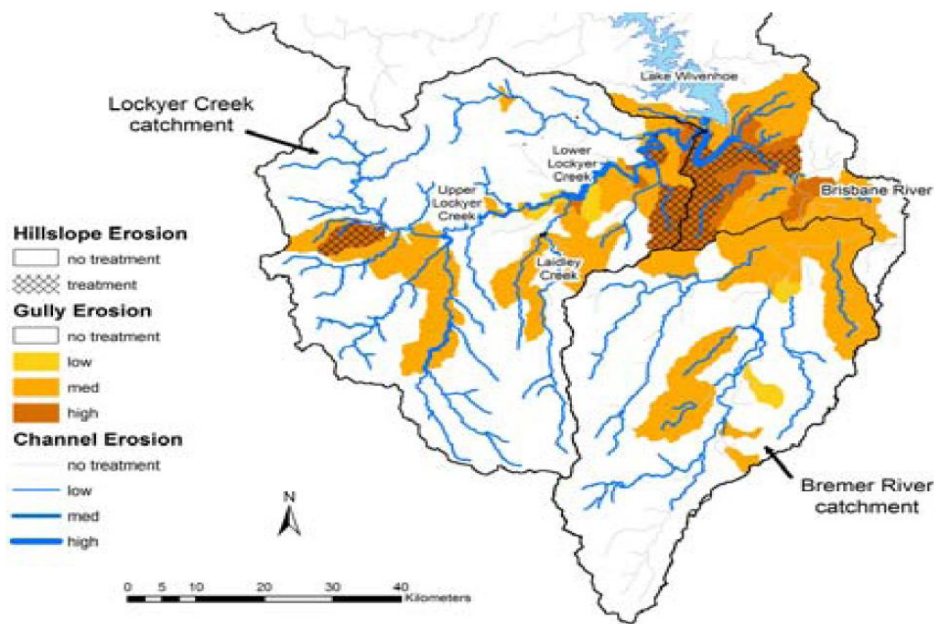 Lake Wivenhoe
Lockyer Creek
catchment
Lower
Lockyer
Creek
Upper
Lockyer
Creek
Brisbane River
Laidley
Creek
Hillslope Erosion
no treatment
treatment
Gully Erosion
no treatment
low
med
high
Channel Erosion
no treatment
low
med
high
N
Bremer River
catchment
0 5 10 20 30 40
Kilometers